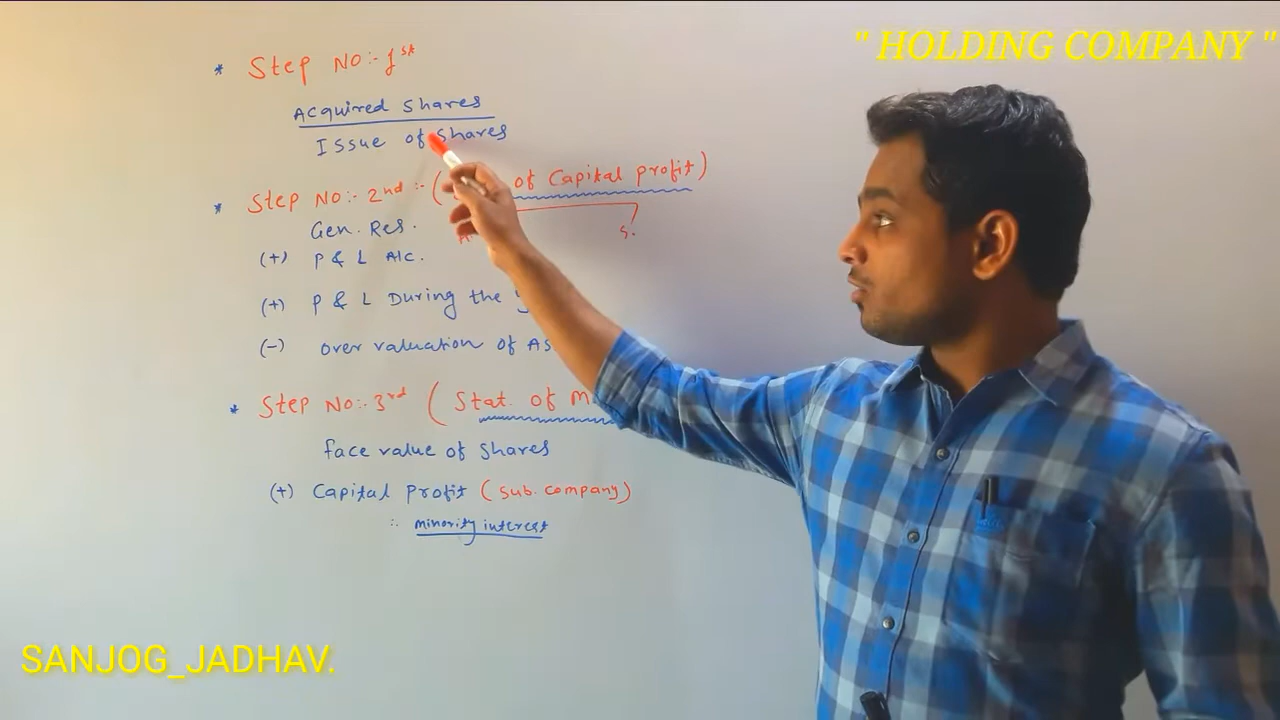 " HOLDING COMPANY "
* Step No:- 1st
Acquired Shares
Issue of Shares
* Step No:- 2nd :- ( of Capital profit )
S.
Gen. Res.
(+) P & L A/c.
(+) P & L During the
(-) over valuation of As
* Step No:- 3rd ( Stat. of M
face value of Shares
(+) Capital Profit ( Sub. Company )
∴ minority interest
SANJOG_JADHAV.